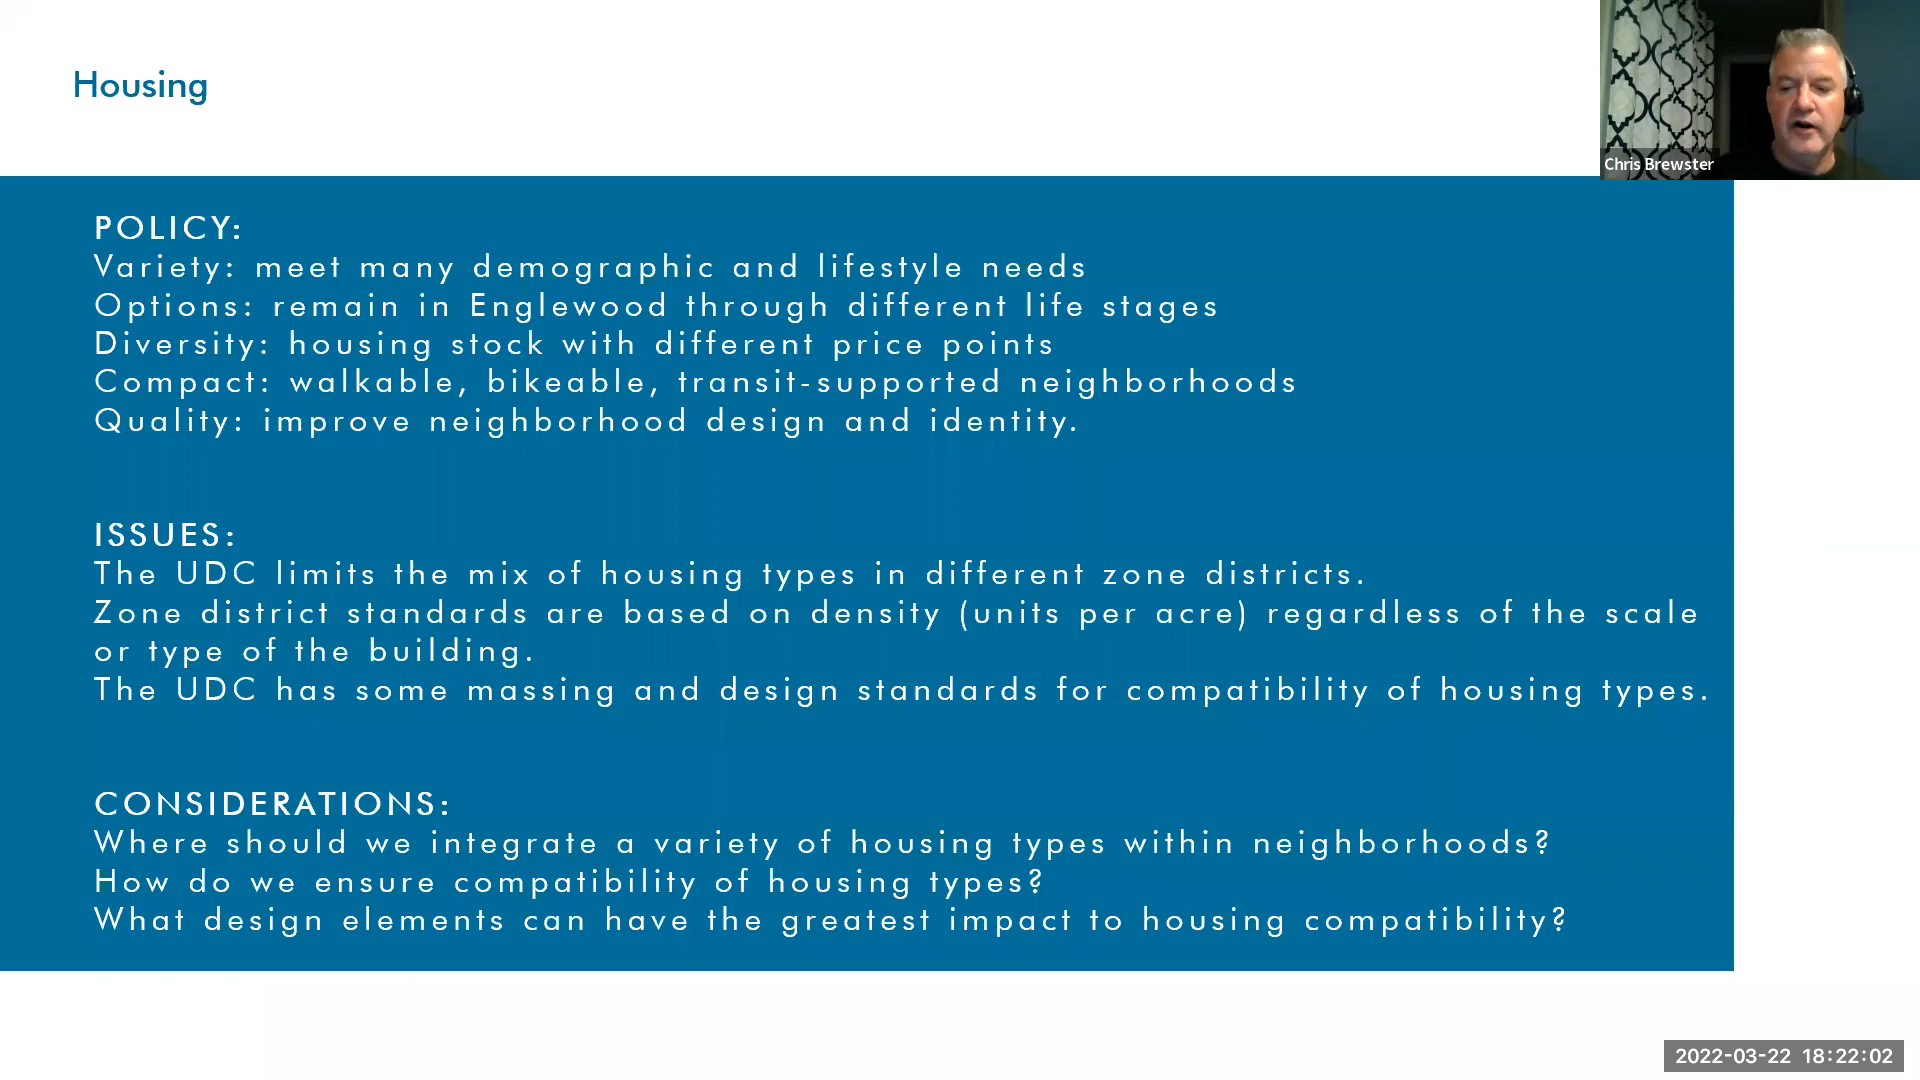 Housing
Chris Brewster
POLICY:
Variety: meet many demographic and lifestyle needs
Options: remain in Englewood through different life stages
Diversity: housing stock with different price points
Compact: walkable, bikeable, transit-supported neighborhoods
Quality: improve neighborhood design and identity.
ISSUES:
The UDC limits the mix of housing types in different zone districts.
Zone district standards are based on density (units per acre) regardless of the scale
or type of the building.
The UDC has some massing and design standards for compatibility of housing types.
CONSIDERATIONS:
Where should we integrate a variety of housing types within neighborhoods?
How do we ensure compatibility of housing types?
What design elements can have the greatest impact to housing compatibility?
2022-03-22 18:22:02